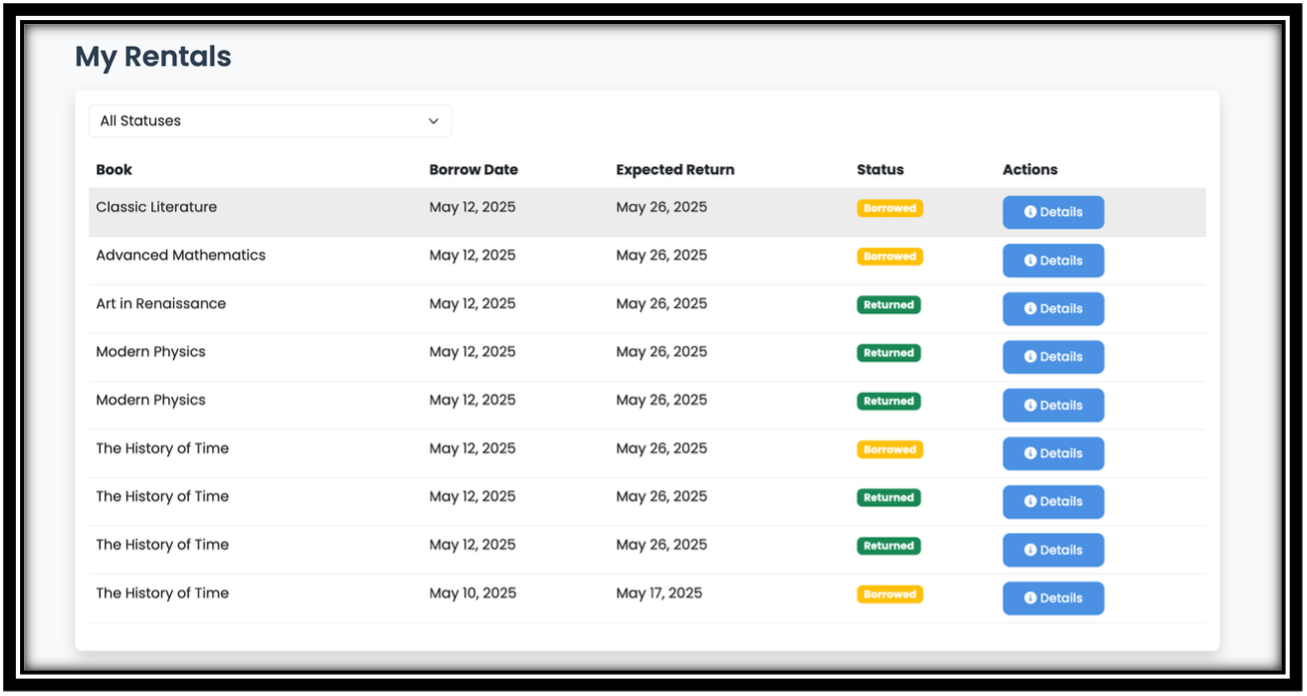 My Rentals
All Statuses
Book Borrow Date Expected Return Status Actions
Classic Literature May 12, 2025 May 26, 2025 Borrowed Details
Advanced Mathematics May 12, 2025 May 26, 2025 Borrowed Details
Art in Renaissance May 12, 2025 May 26, 2025 Returned Details
Modern Physics May 12, 2025 May 26, 2025 Returned Details
Modern Physics May 12, 2025 May 26, 2025 Returned Details
The History of Time May 12, 2025 May 26, 2025 Borrowed Details
The History of Time May 12, 2025 May 26, 2025 Returned Details
The History of Time May 12, 2025 May 26, 2025 Returned Details
The History of Time May 10, 2025 May 17, 2025 Borrowed Details